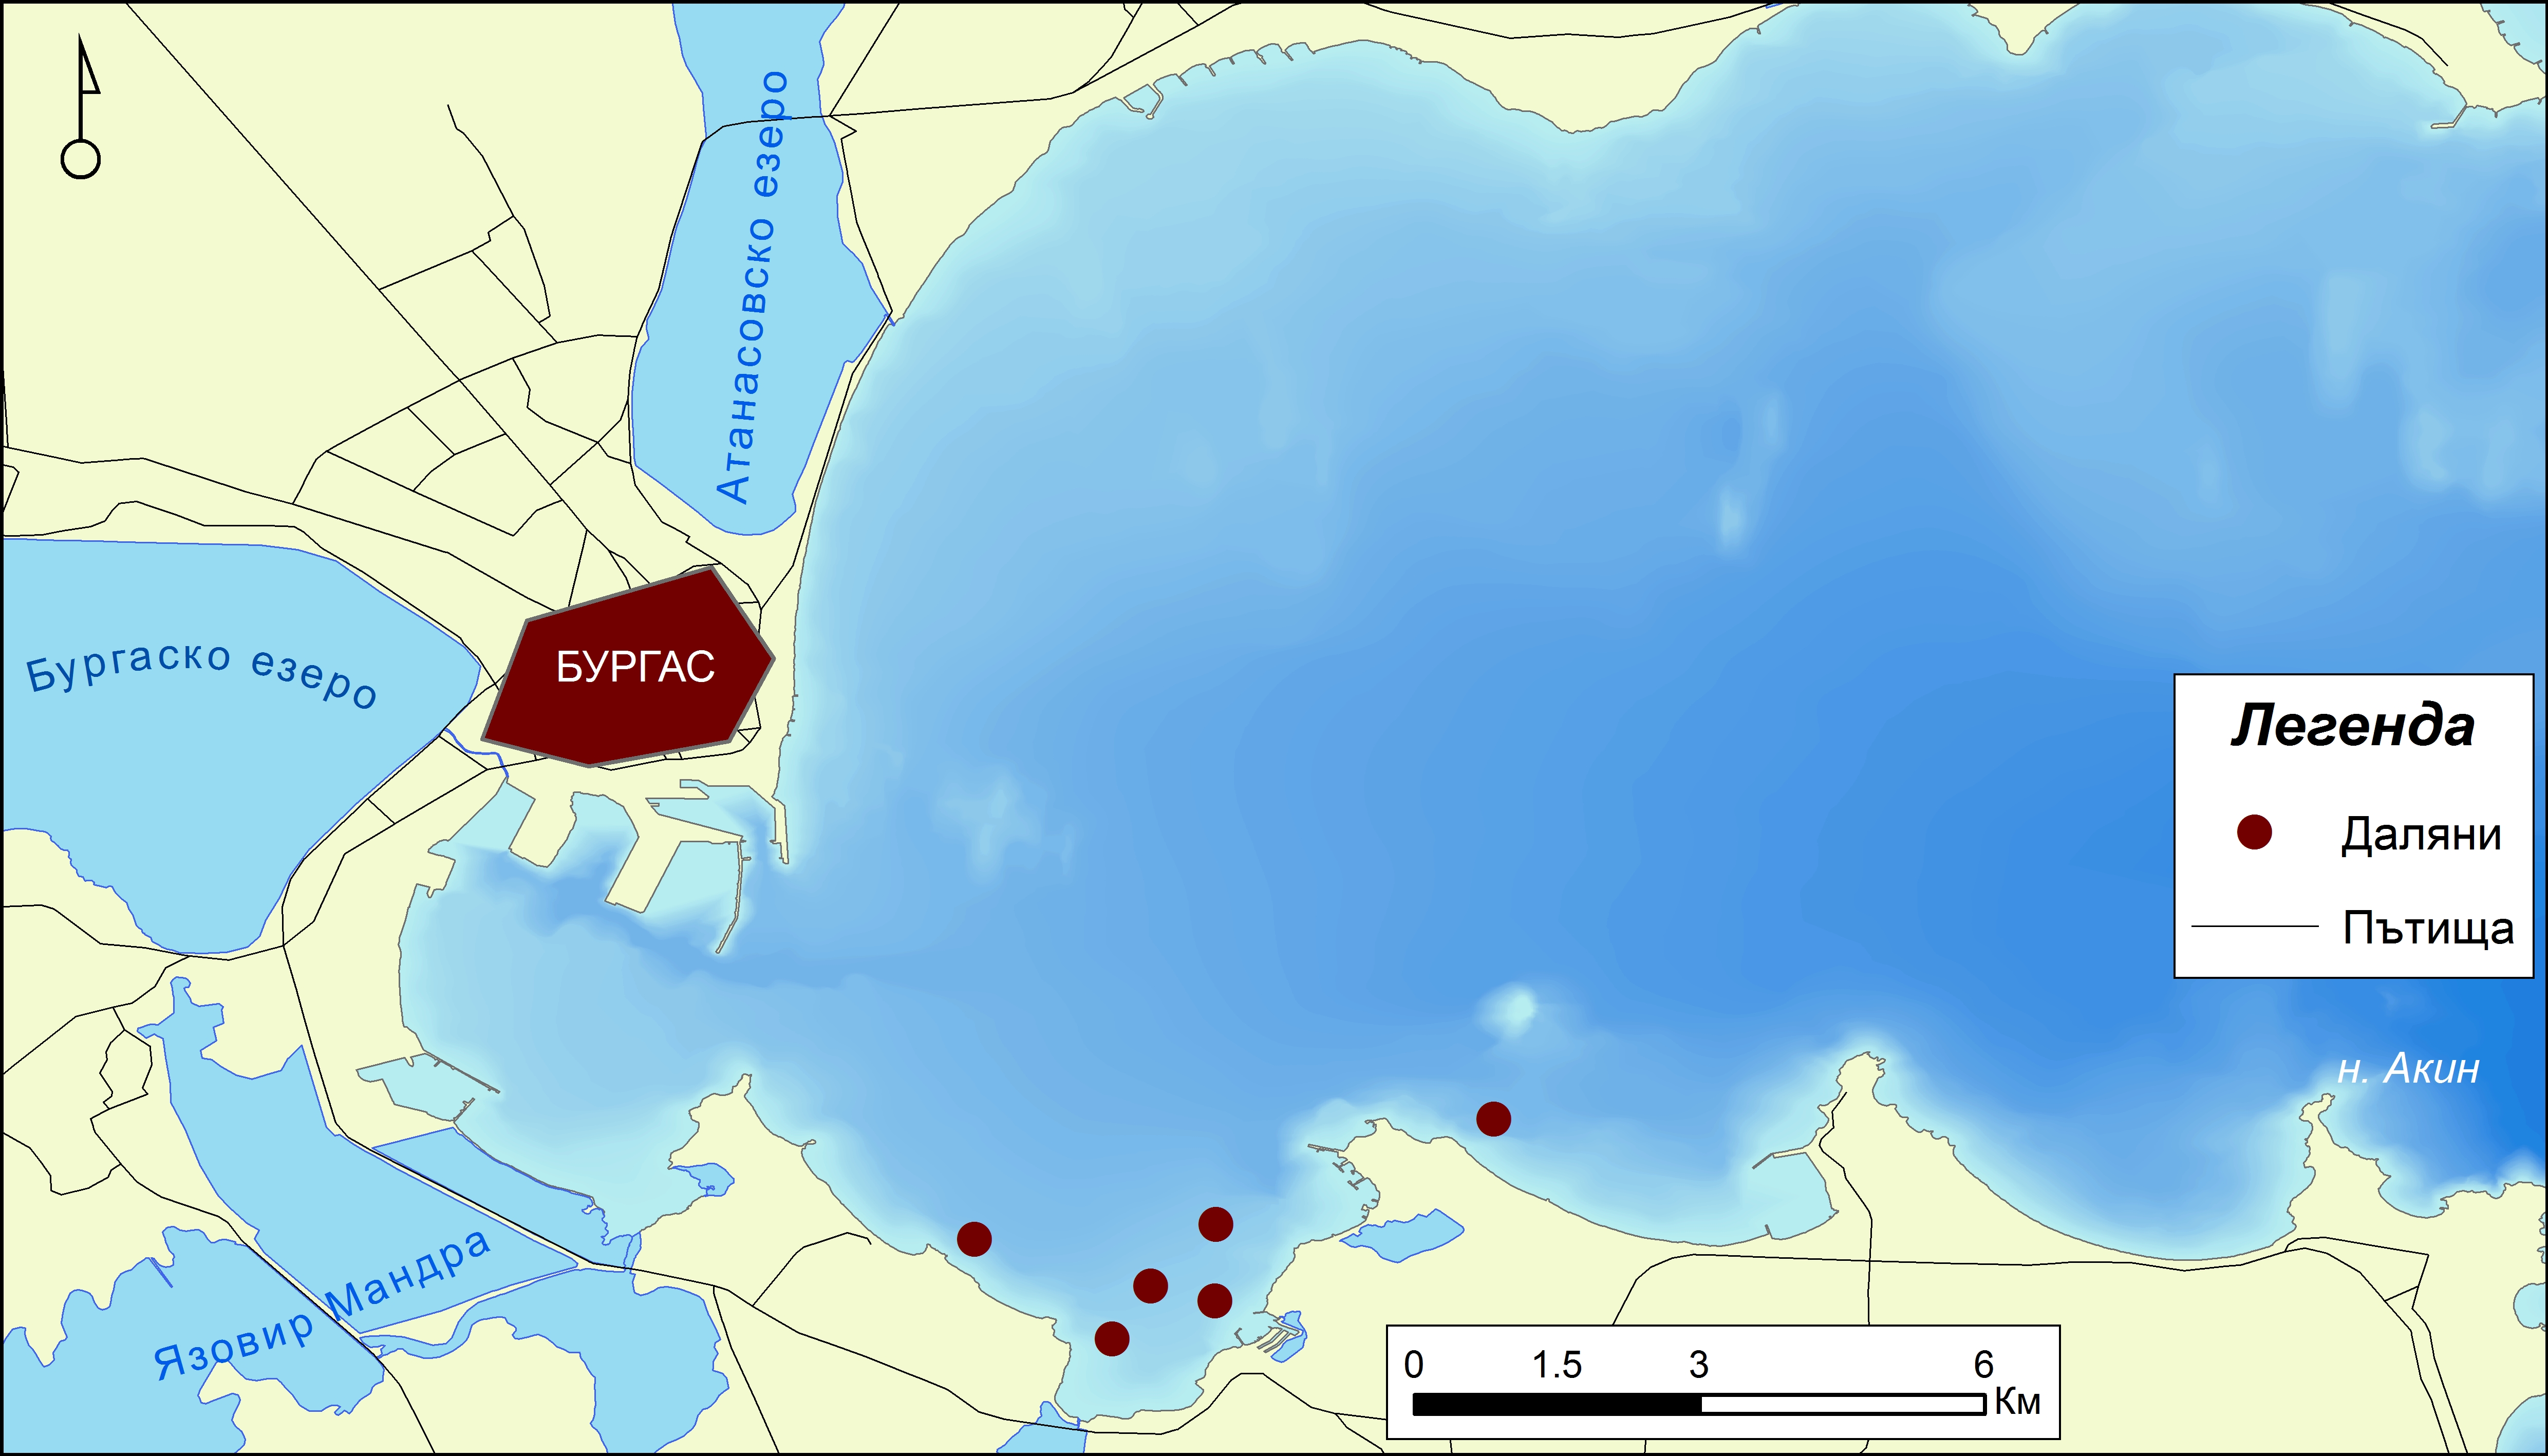 Атанасовско езеро
Бургаско езеро
БУРГАС
Легенда
Даляни
Пътища
н. Акин
Язовир Мандра
0 1.5 3 6
Км